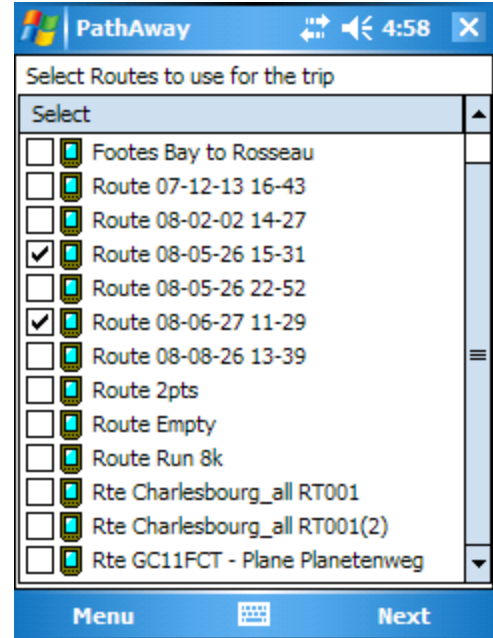 PathAway 4:58
Select Routes to use for the trip
Select
Footes Bay to Rosseau
Route 07-12-13 16-43
Route 08-02-02 14-27
Route 08-05-26 15-31
Route 08-05-26 22-52
Route 08-06-27 11-29
Route 08-08-26 13-39
Route 2pts
Route Empty
Route Run 8k
Rte Charlesbourg_all RT001
Rte Charlesbourg_all RT001(2)
Rte GC11FCT - Plane Planetenweg
Menu Next